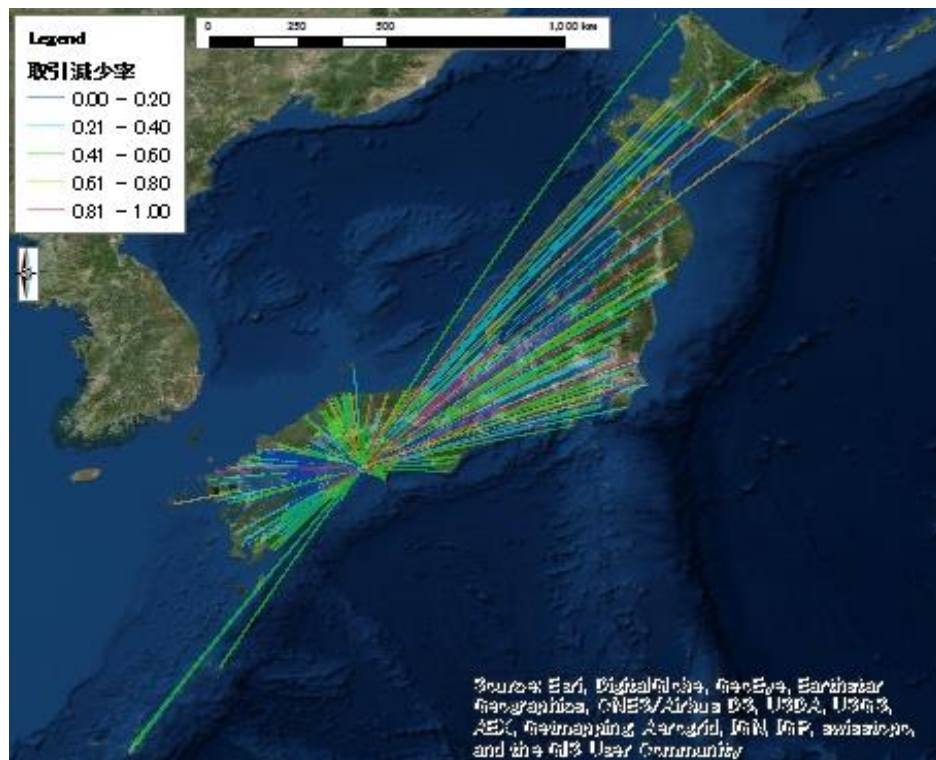 Legend
取引減少率
0.00 - 0.20
0.21 - 0.40
0.41 - 0.60
0.61 - 0.80
0.81 - 1.00
0 250 500 1,000 km
Source: Esri, DigitalGlobe, GeoEye, Earthstar
Geographics, CNES/Airbus DS, USDA, USGS,
AEX, Getmapping, Aerogrid, IGN, IGP, swisstopo,
and the GIS User Community